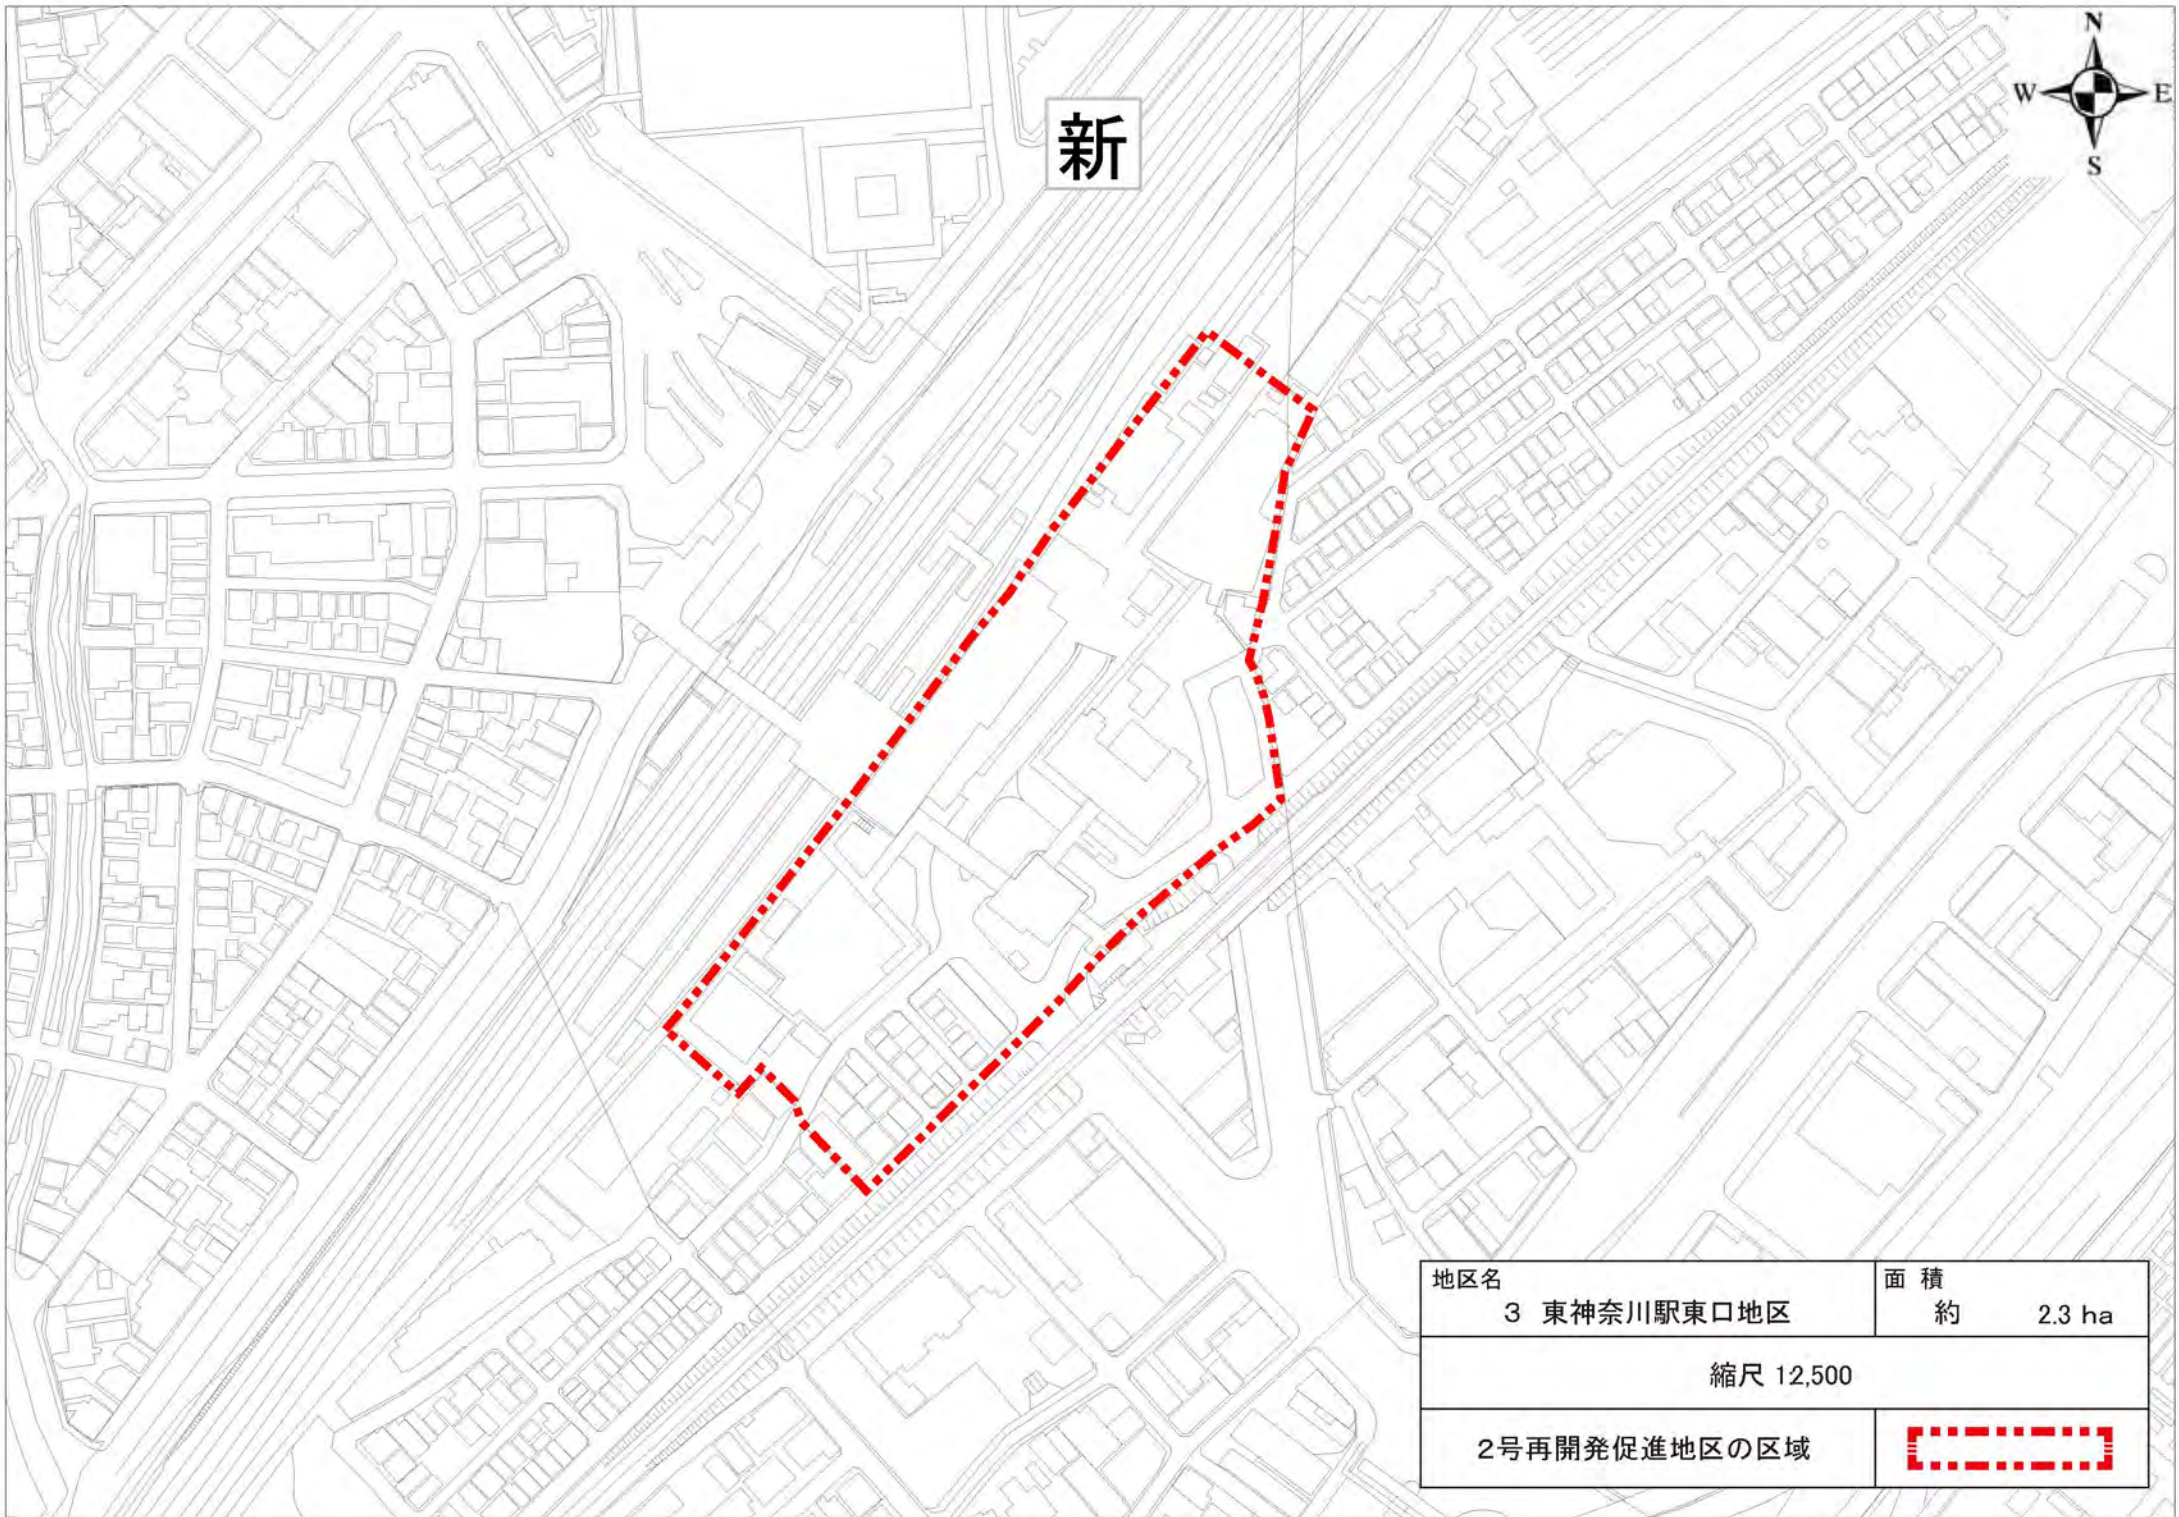 新
N
W E
S
地区名
3 東神奈川駅東口地区
面 積
約 2.3 ha
縮尺 12,500
2号再開発促進地区の区域